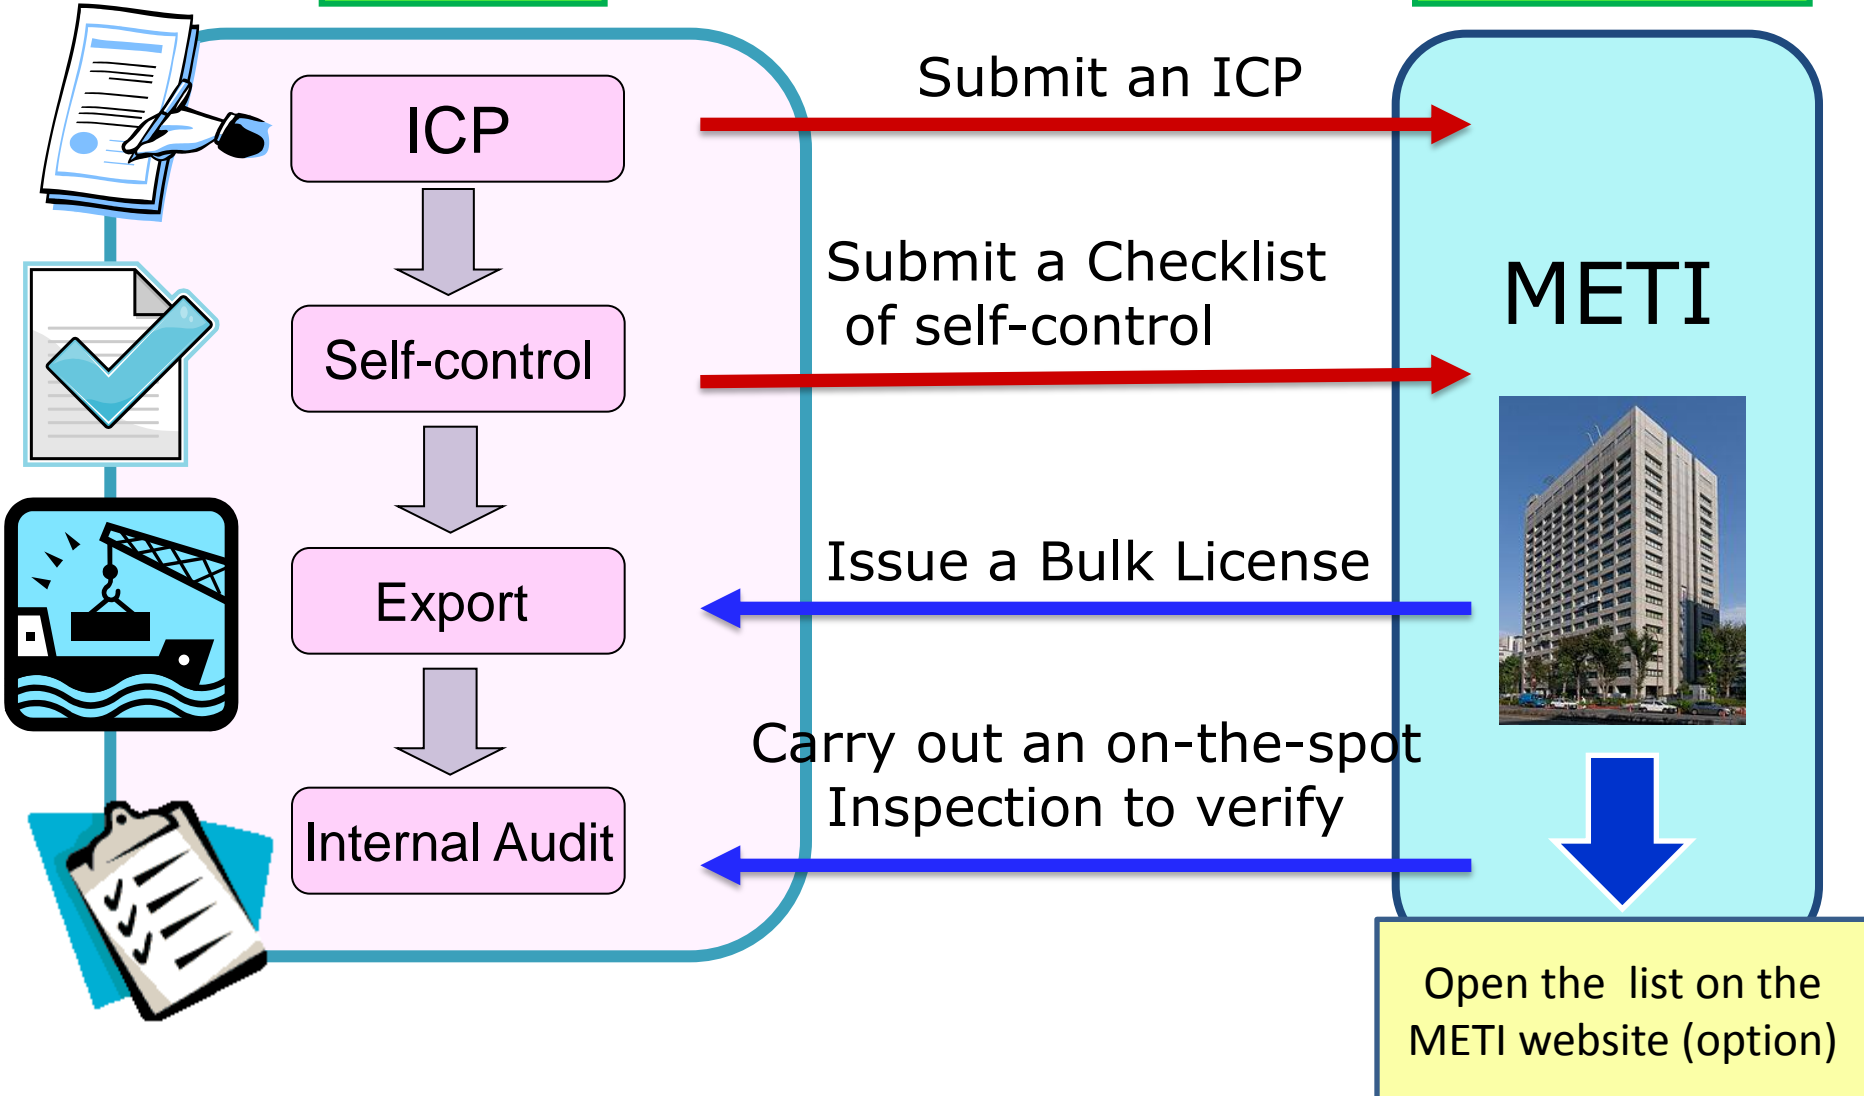 ICP
Self-control
Export
Internal Audit
Submit an ICP
Submit a Checklist
of self-control
Issue a Bulk License
Carry out an on-the-spot
Inspection to verify
METI
Open the list on the
METI website (option)